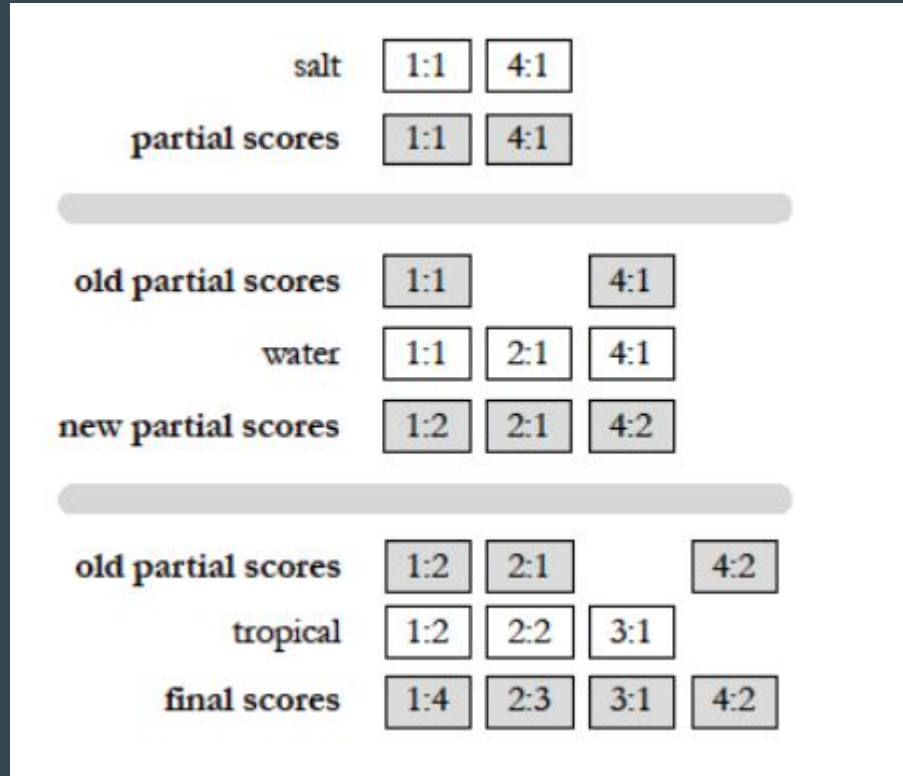 salt 1:1 4:1
partial scores 1:1 4:1
old partial scores 1:1 4:1
water 1:1 2:1 4:1
new partial scores 1:2 2:1 4:2
old partial scores 1:2 2:1 4:2
tropical 1:2 2:2 3:1
final scores 1:4 2:3 3:1 4:2